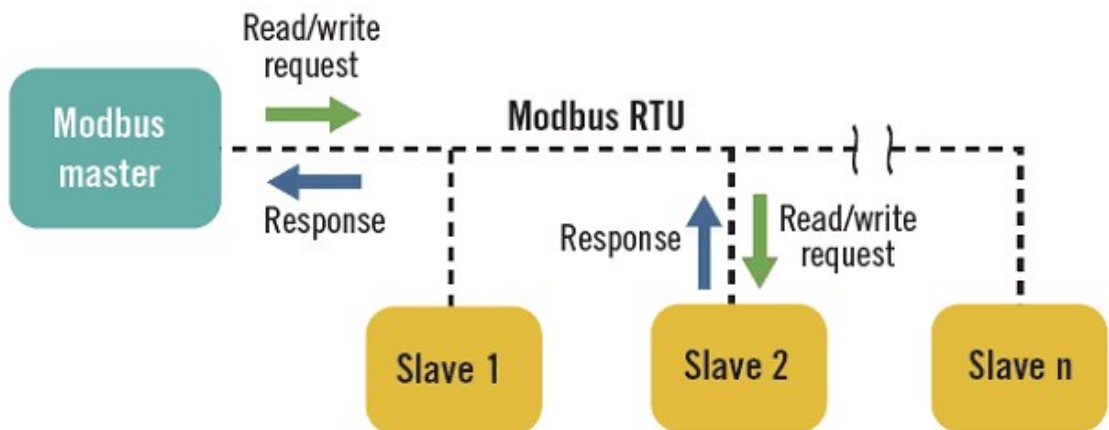 Read/write
request
Modbus
master
Modbus RTU
Response
Response
Read/write
request
Slave 1
Slave 2
Slave n